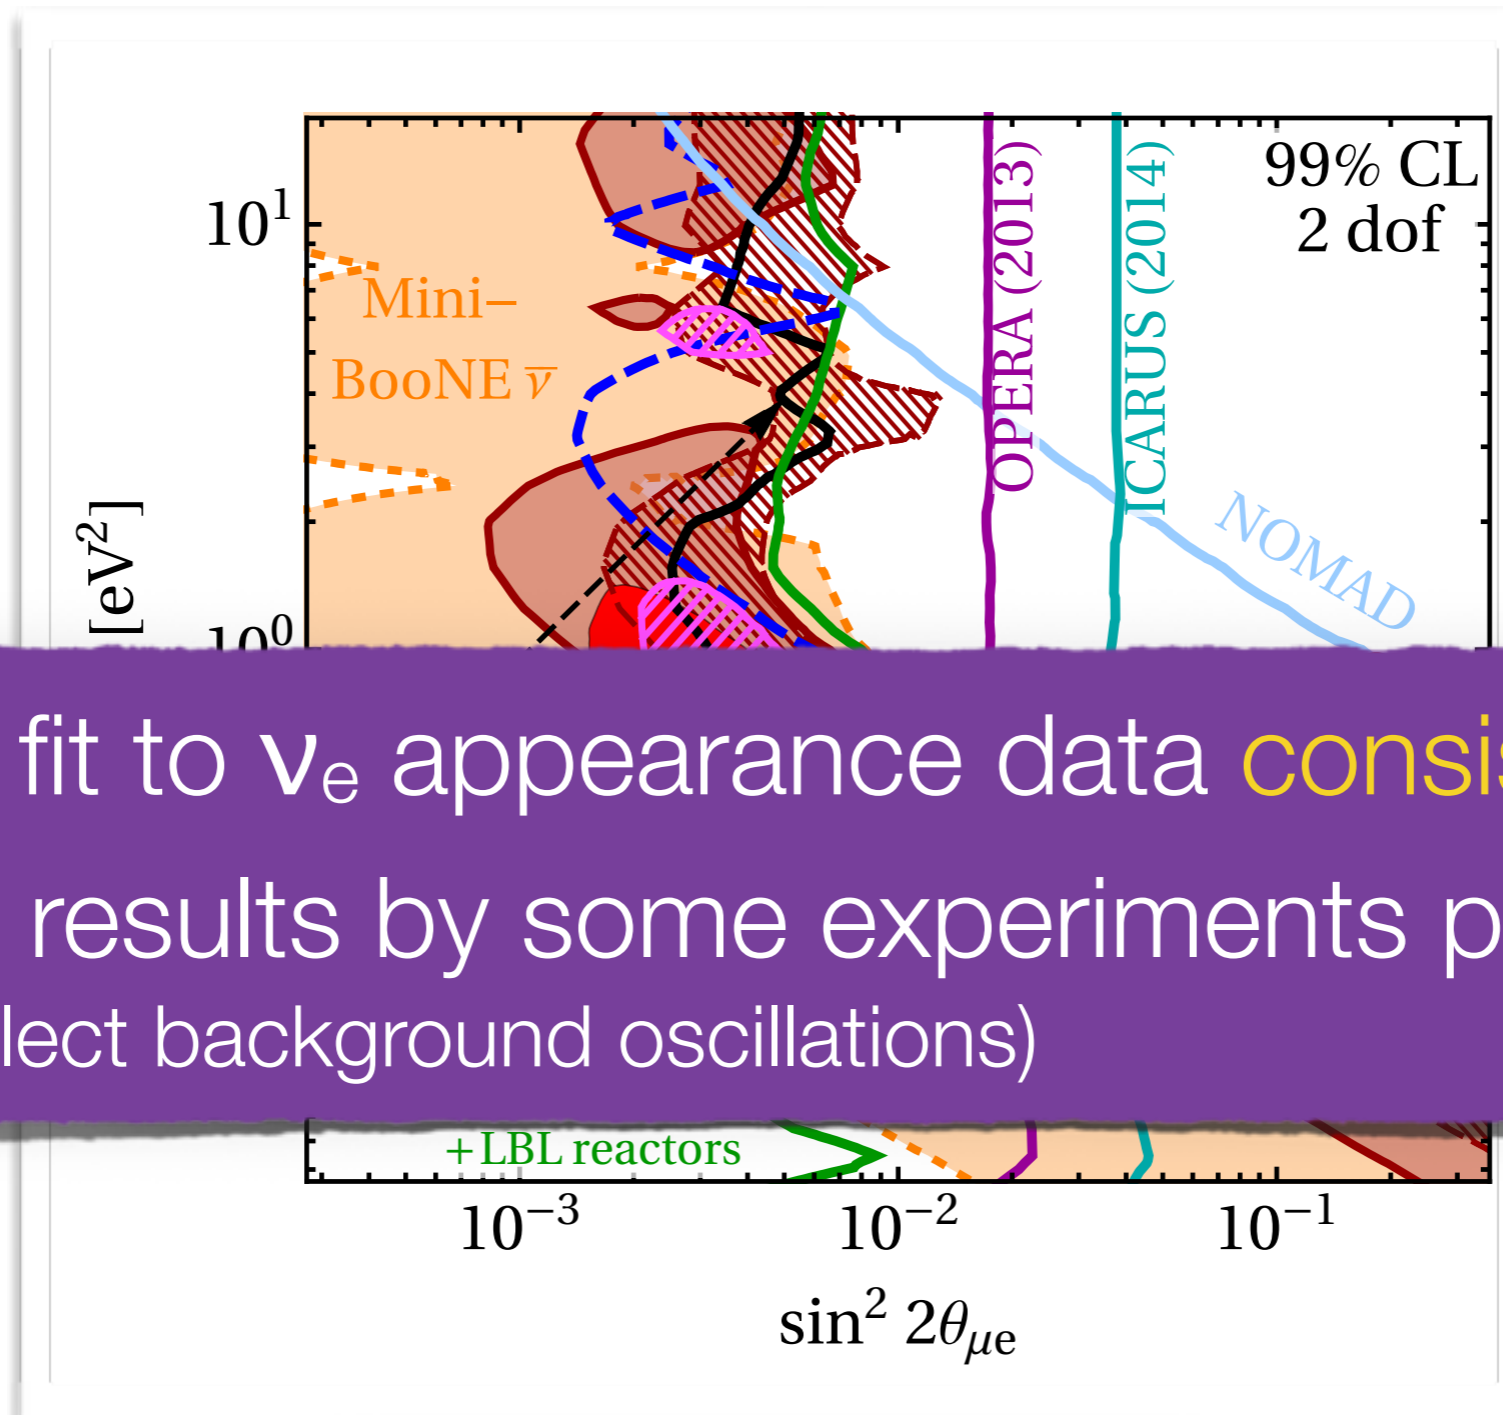 99% CL
2 dof
10¹
Mini–
BooNE ν̅
OPERA (2013)
ICARUS (2014)
NOMAD
[eV²]
10⁰
fit to νₑ appearance data consis
results by some experiments p
lect background oscillations)
+LBL reactors
10⁻³ 10⁻² 10⁻¹
sin² 2θμe